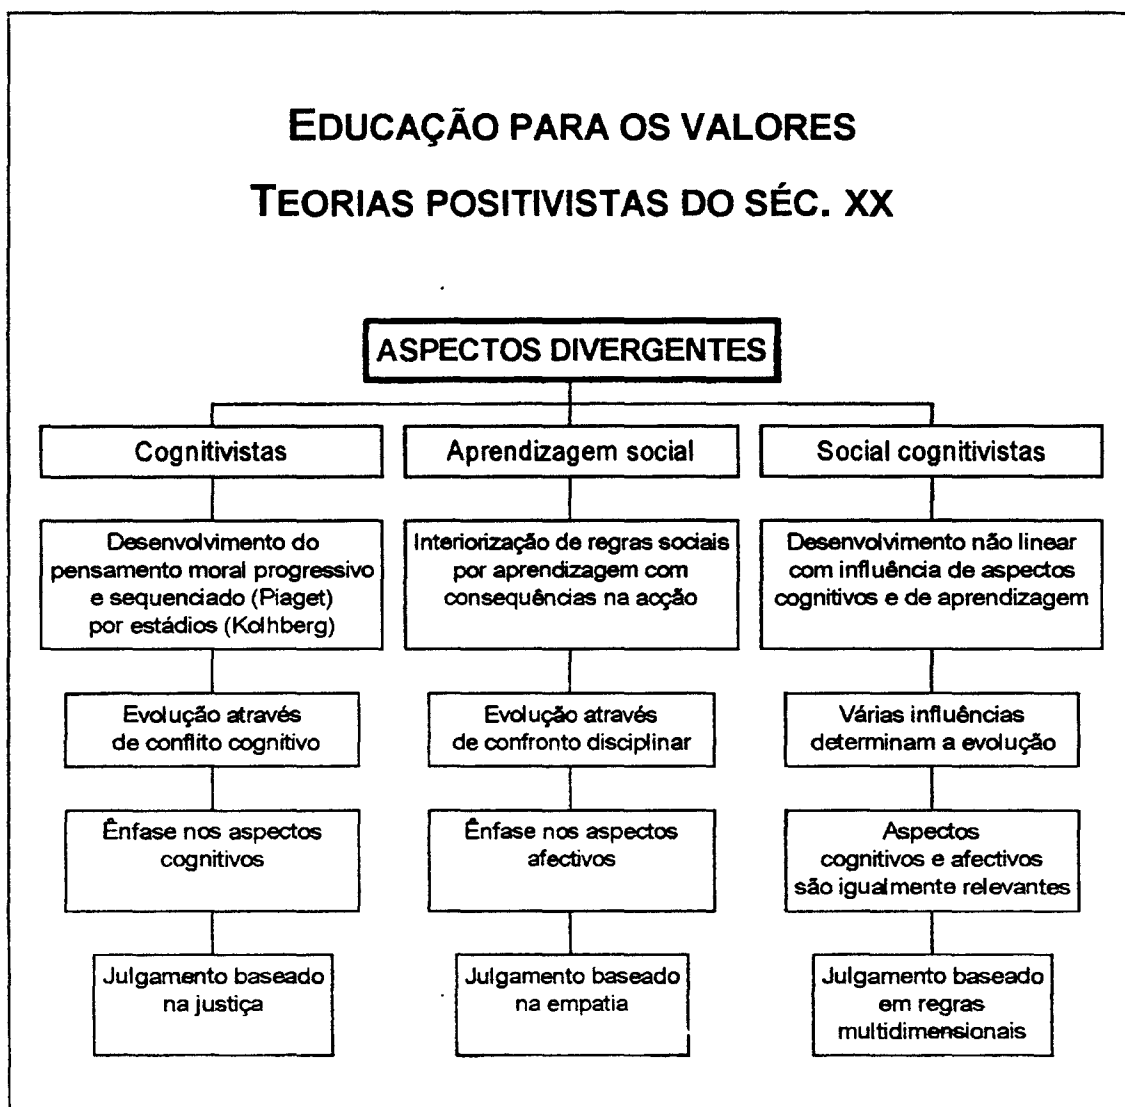 EDUCAÇÃO PARA OS VALORES
TEORIAS POSITIVISTAS DO SÉC. XX
ASPECTOS DIVERGENTES
Cognitivistas
Desenvolvimento do
pensamento moral progressivo
e sequenciado (Piaget)
por estádios (Kolhberg)
Evolução através
de conflito cognitivo
Ênfase nos aspectos
cognitivos
Julgamento baseado
na justiça
Aprendizagem social
Interiorização de regras sociais
por aprendizagem com
consequências na acção
Evolução através
de confronto disciplinar
Ênfase nos aspectos
afectivos
Julgamento baseado
na empatia
Social cognitivistas
Desenvolvimento não linear
com influência de aspectos
cognitivos e de aprendizagem
Várias influências
determinam a evolução
Aspectos
cognitivos e afectivos
são igualmente relevantes
Julgamento baseado
em regras
multidimensionais